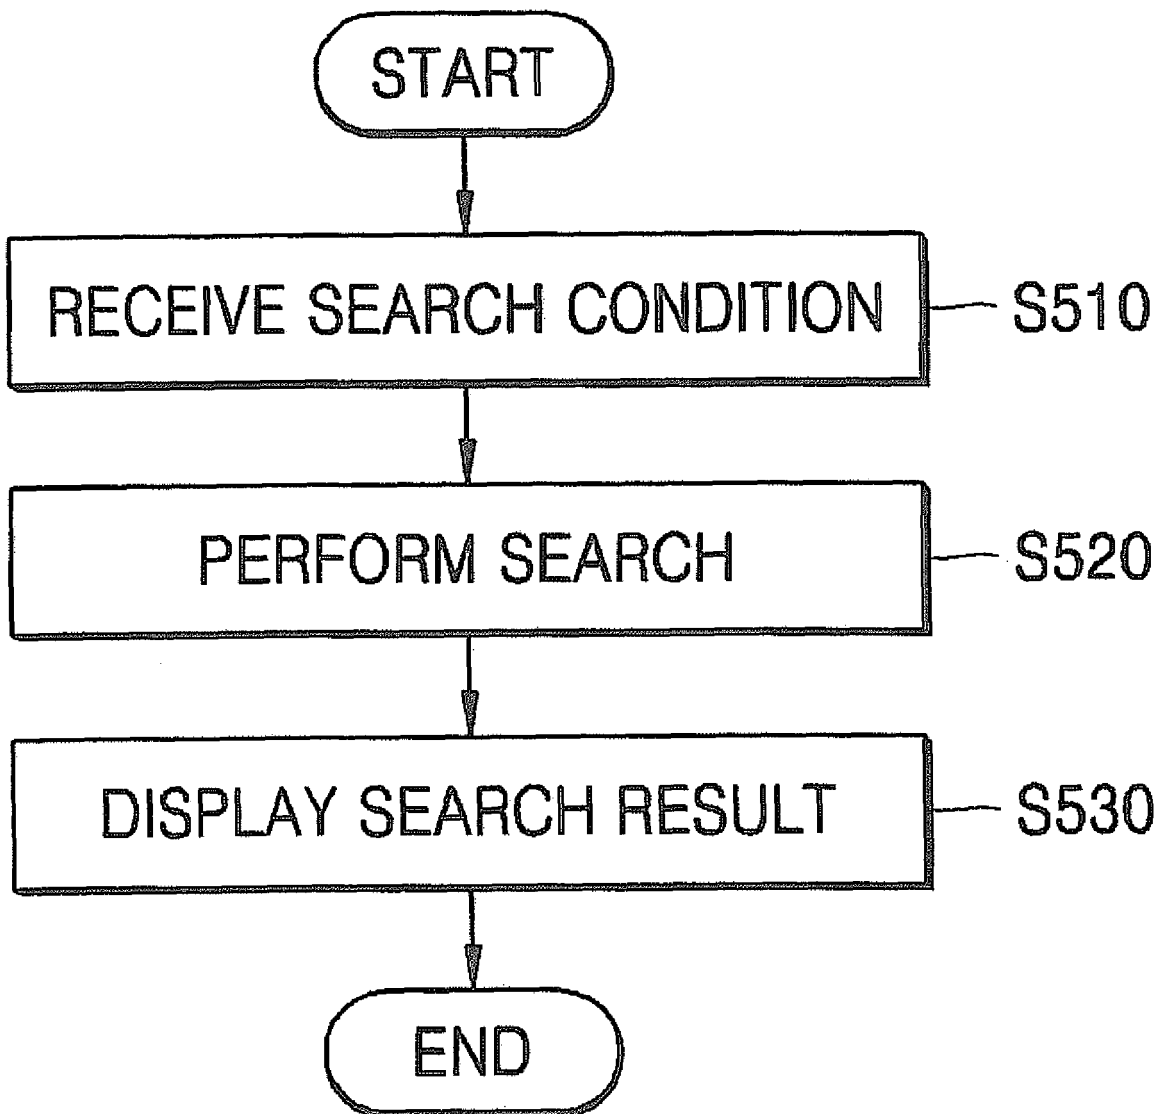 START
RECEIVE SEARCH CONDITION
S510
PERFORM SEARCH
S520
DISPLAY SEARCH RESULT
S530
END